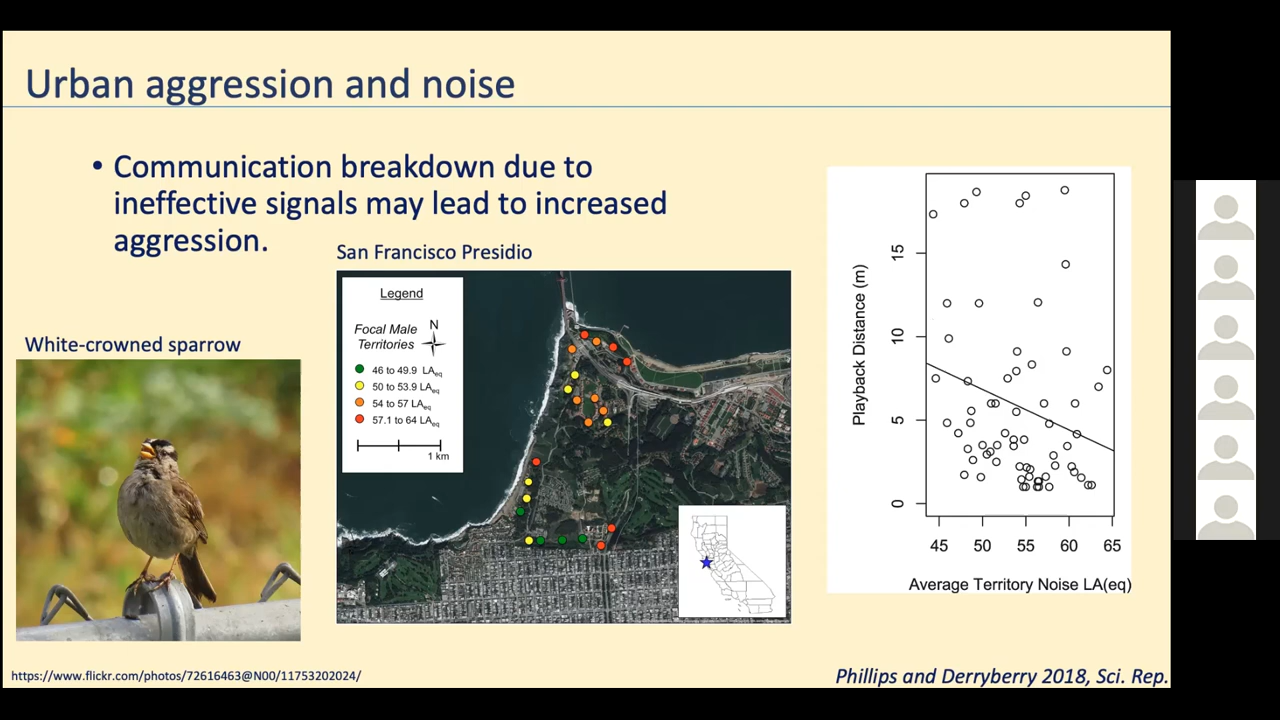 Urban aggression and noise
• Communication breakdown due to
ineffective signals may lead to increased
aggression.
San Francisco Presidio
White-crowned sparrow
Legend
Focal Male
Territories
N
46 to 49.9 LAeq
50 to 53.9 LAeq
54 to 57 LAeq
57.1 to 64 LAeq
1 km
Playback Distance (m)
15
10
5
0
45 50 55 60 65
Average Territory Noise LA(eq)
https://www.flickr.com/photos/72616463@N00/11753202024/
Phillips and Derryberry 2018, Sci. Rep.